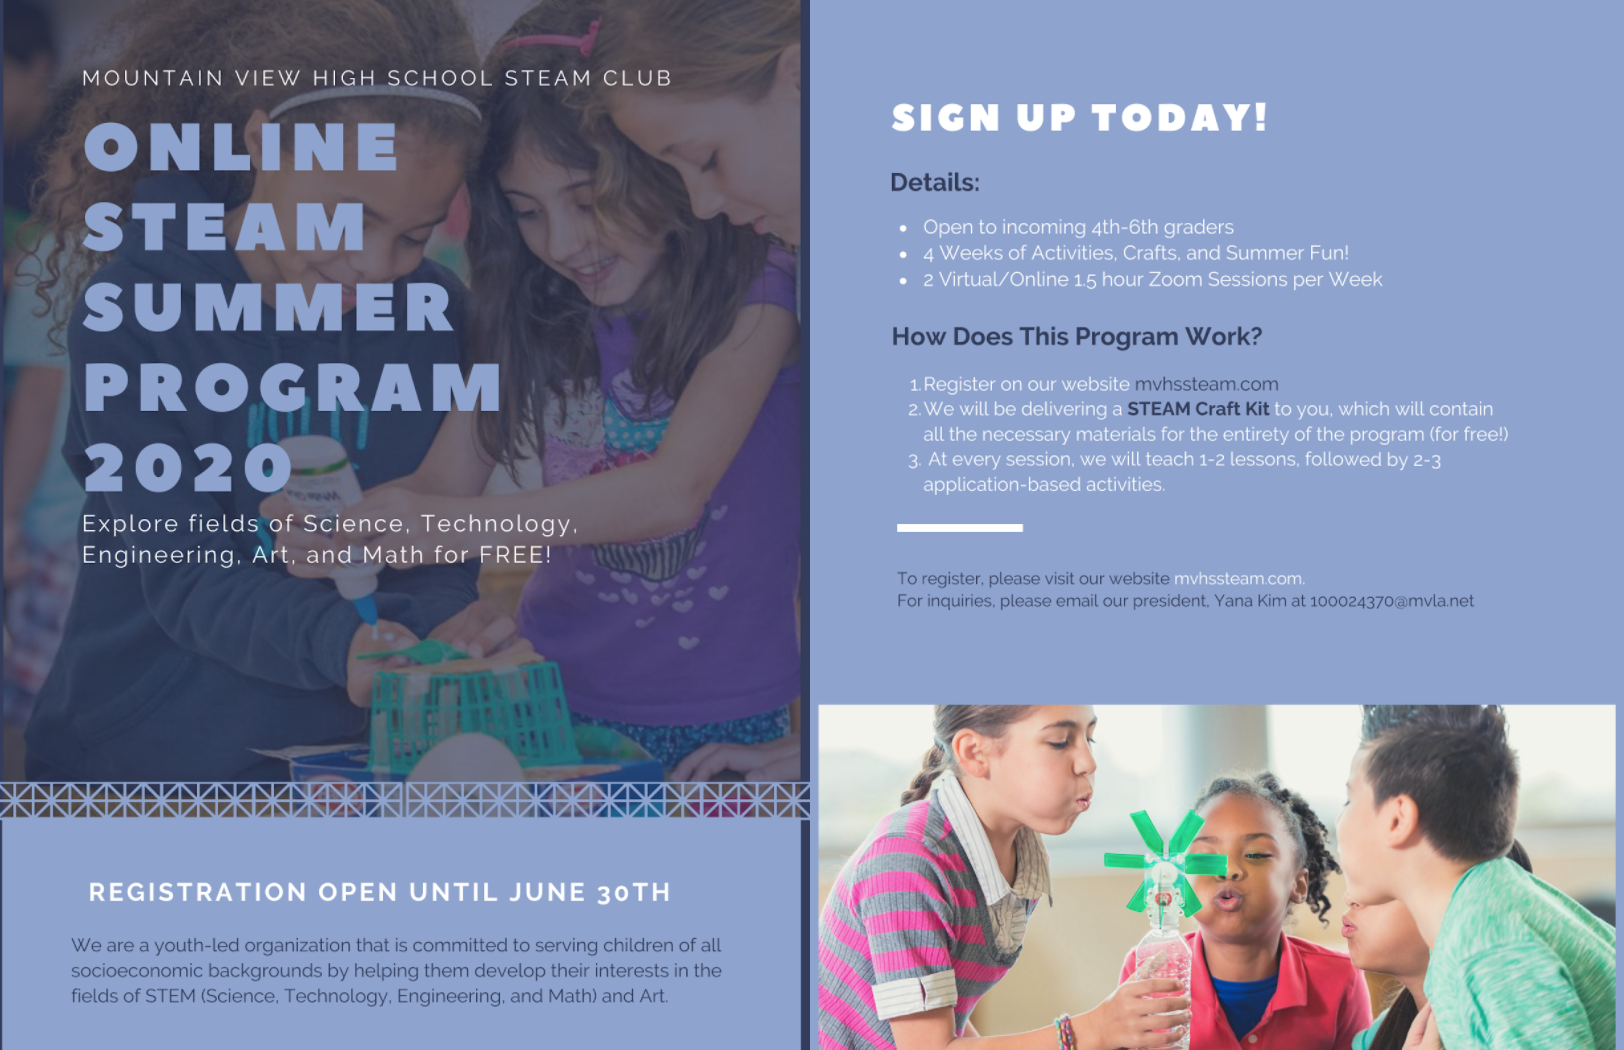 MOUNTAIN VIEW HIGH SCHOOL STEAM CLUB
ONLINE
STEAM
SUMMER
PROGRAM
2020
Explore fields of Science, Technology,
Engineering, Art, and Math for FREE!
REGISTRATION OPEN UNTIL JUNE 30TH
We are a youth-led organization that is committed to serving children of all
socioeconomic backgrounds by helping them develop their interests in the
fields of STEM (Science, Technology, Engineering, and Math) and Art.
SIGN UP TODAY!
Details:
• Open to incoming 4th-6th graders
• 4 Weeks of Activities, Crafts, and Summer Fun!
• 2 Virtual/Online 1.5 hour Zoom Sessions per Week
How Does This Program Work?
1. Register on our website mvhssteam.com
2. We will be delivering a STEAM Craft Kit to you, which will contain
all the necessary materials for the entirety of the program (for free!)
3. At every session, we will teach 1-2 lessons, followed by 2-3
application-based activities.
To register, please visit our website mvhssteam.com.
For inquiries, please email our president, Yana Kim at 100024370@mvla.net